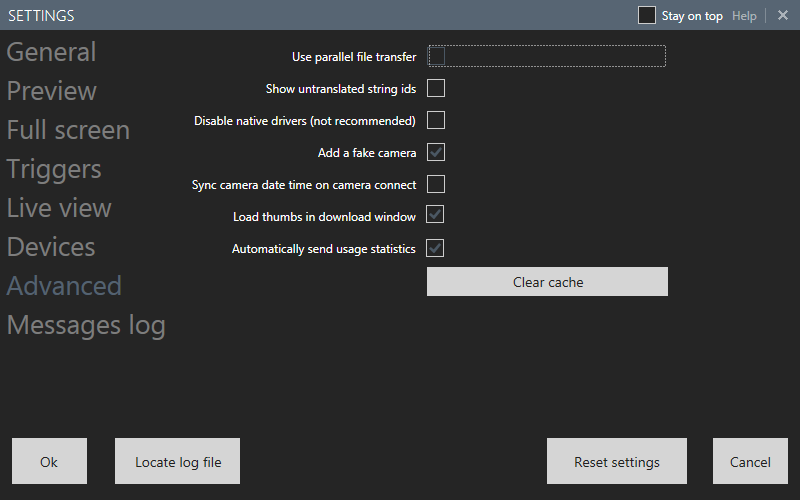 SETTINGS
Stay on top
Help
General
Preview
Full screen
Triggers
Live view
Devices
Advanced
Messages log
Use parallel file transfer
Show untranslated string ids
Disable native drivers (not recommended)
Add a fake camera
Sync camera date time on camera connect
Load thumbs in download window
Automatically send usage statistics
Clear cache
Ok
Locate log file
Reset settings
Cancel